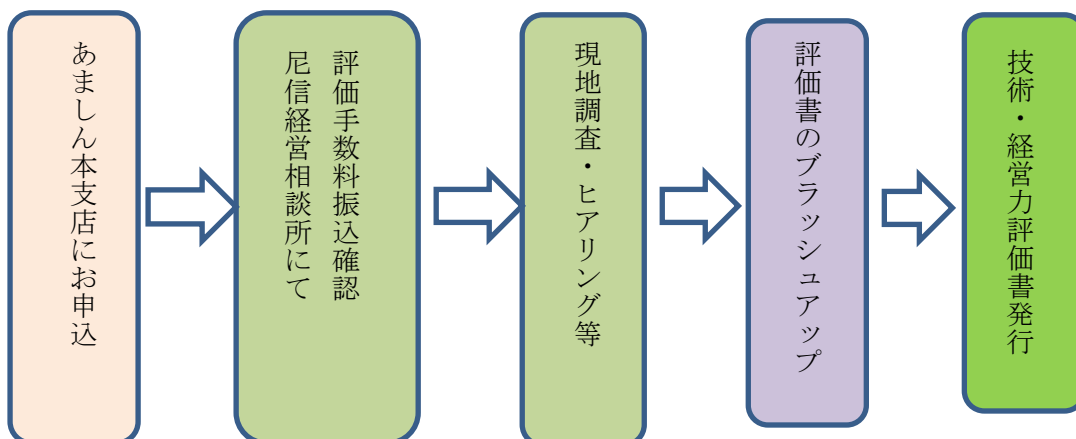 あましん本支店にお申込
評価手数料振込確認
尼信経営相談所にて
現地調査・ヒアリング等
評価書のブラッシュアップ
技術・経営力評価書発行